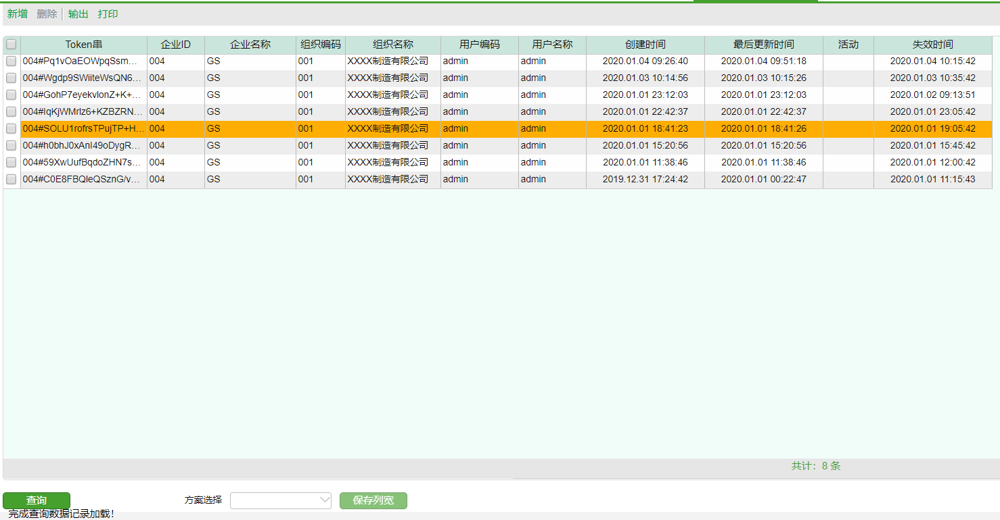 新增 删除 输出 打印
Token串 企业ID 企业名称 组织编码 组织名称 用户编码 用户名称 创建时间 最后更新时间 活动 失效时间
004#Pq1vOaEOWpqSsm... 004 GS 001 XXXX制造有限公司 admin admin 2020.01.04 09:26:40 2020.01.04 09:51:18 2020.01.04 10:15:42
004#Wgdp9SWiiteWsQN6... 004 GS 001 XXXX制造有限公司 admin admin 2020.01.03 10:14:56 2020.01.03 10:15:26 2020.01.03 10:35:42
004#GohP7eyekvlonZ+K+... 004 GS 001 XXXX制造有限公司 admin admin 2020.01.01 23:12:03 2020.01.01 23:12:03 2020.01.02 09:13:51
004#IqKjWMrIz6+KZBZRN... 004 GS 001 XXXX制造有限公司 admin admin 2020.01.01 22:42:37 2020.01.01 22:42:37 2020.01.01 23:05:42
004#SOLU1rofrsTPujTP+H... 004 GS 001 XXXX制造有限公司 admin admin 2020.01.01 18:41:23 2020.01.01 18:41:26 2020.01.01 19:05:42
004#h0bhJ0xAnI49oDygR... 004 GS 001 XXXX制造有限公司 admin admin 2020.01.01 15:20:56 2020.01.01 15:20:56 2020.01.01 15:45:42
004#59XwUufBqdoZHN7s... 004 GS 001 XXXX制造有限公司 admin admin 2020.01.01 11:38:46 2020.01.01 11:38:46 2020.01.01 12:00:42
004#C0E8FBQleQSznG/v... 004 GS 001 XXXX制造有限公司 admin admin 2019.12.31 17:24:42 2020.01.01 00:22:47 2020.01.01 11:15:43
共计：8 条
查询 方案选择 保存列宽
完成查询数据记录加载！